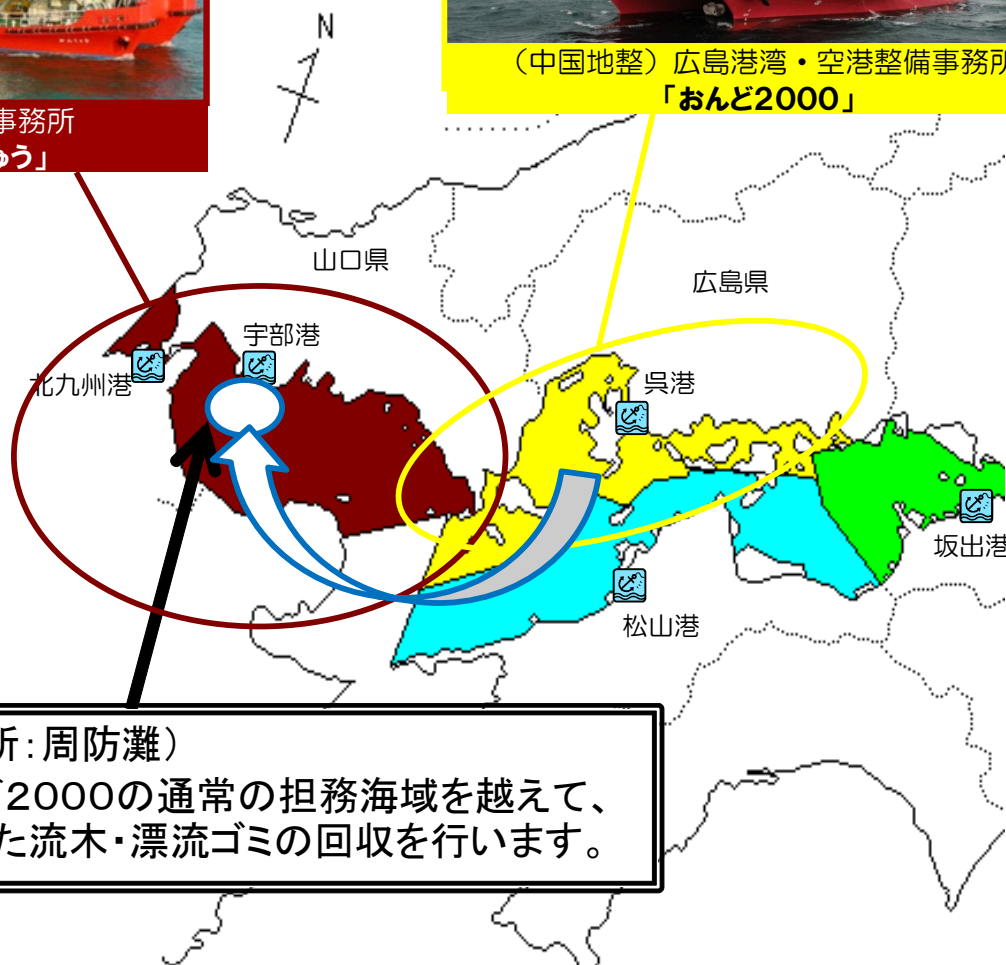 N
（中国地整）広島港湾・空港整備事務所
「おんど2000」
事務所
ゅう」
山口県
広島県
宇部港
北九州港
呉港
坂出港
松山港
所：周防灘）
2000の通常の担務海域を越えて、
た流木・漂流ゴミの回収を行います。